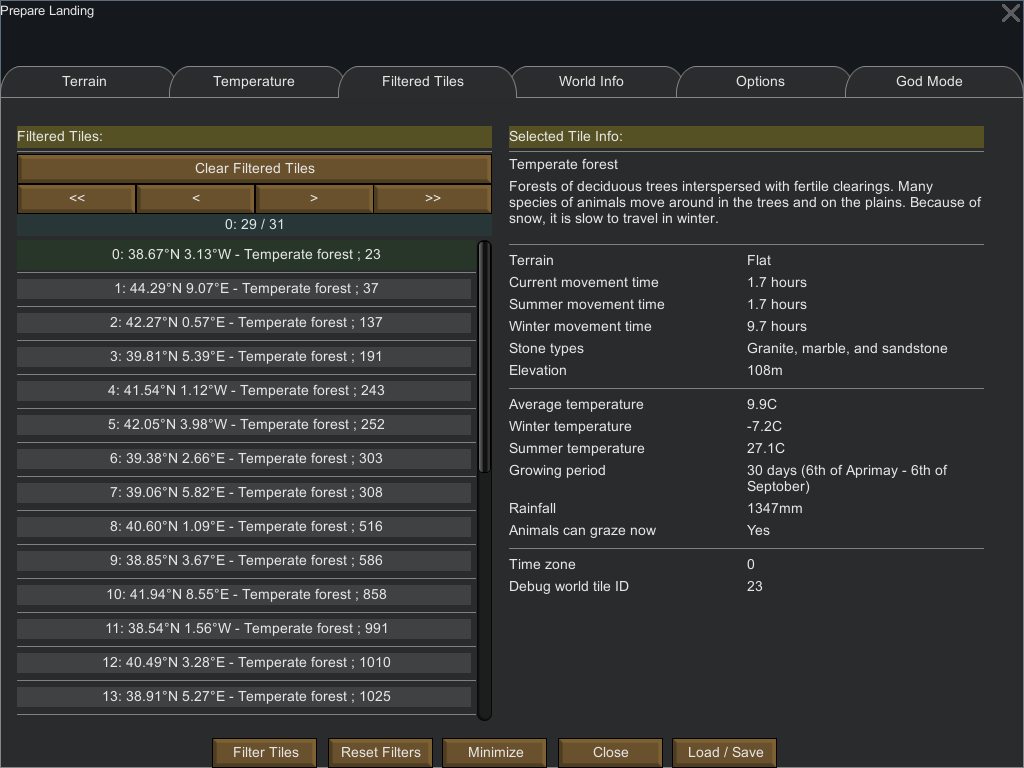 Prepare Landing
Terrain
Temperature
Filtered Tiles
World Info
Options
God Mode
Filtered Tiles:
Clear Filtered Tiles
<<
<
>
>>
0: 29 / 31
0: 38.67°N 3.13°W - Temperate forest ; 23
1: 44.29°N 9.07°E - Temperate forest ; 37
2: 42.27°N 0.57°E - Temperate forest ; 137
3: 39.81°N 5.39°E - Temperate forest ; 191
4: 41.54°N 1.12°W - Temperate forest ; 243
5: 42.05°N 3.98°W - Temperate forest ; 252
6: 39.38°N 2.66°E - Temperate forest ; 303
7: 39.06°N 5.82°E - Temperate forest ; 308
8: 40.60°N 1.09°E - Temperate forest ; 516
9: 38.85°N 3.67°E - Temperate forest ; 586
10: 41.94°N 8.55°E - Temperate forest ; 858
11: 38.54°N 1.56°W - Temperate forest ; 991
12: 40.49°N 3.28°E - Temperate forest ; 1010
13: 38.91°N 5.27°E - Temperate forest ; 1025
Selected Tile Info:
Temperate forest
Forests of deciduous trees interspersed with fertile clearings. Many
species of animals move around in the trees and on the plains. Because of
snow, it is slow to travel in winter.
Terrain Flat
Current movement time 1.7 hours
Summer movement time 1.7 hours
Winter movement time 9.7 hours
Stone types Granite, marble, and sandstone
Elevation 108m
Average temperature 9.9C
Winter temperature -7.2C
Summer temperature 27.1C
Growing period 30 days (6th of Aprimay - 6th of
Septober)
Rainfall 1347mm
Animals can graze now Yes
Time zone 0
Debug world tile ID 23
Filter Tiles
Reset Filters
Minimize
Close
Load / Save